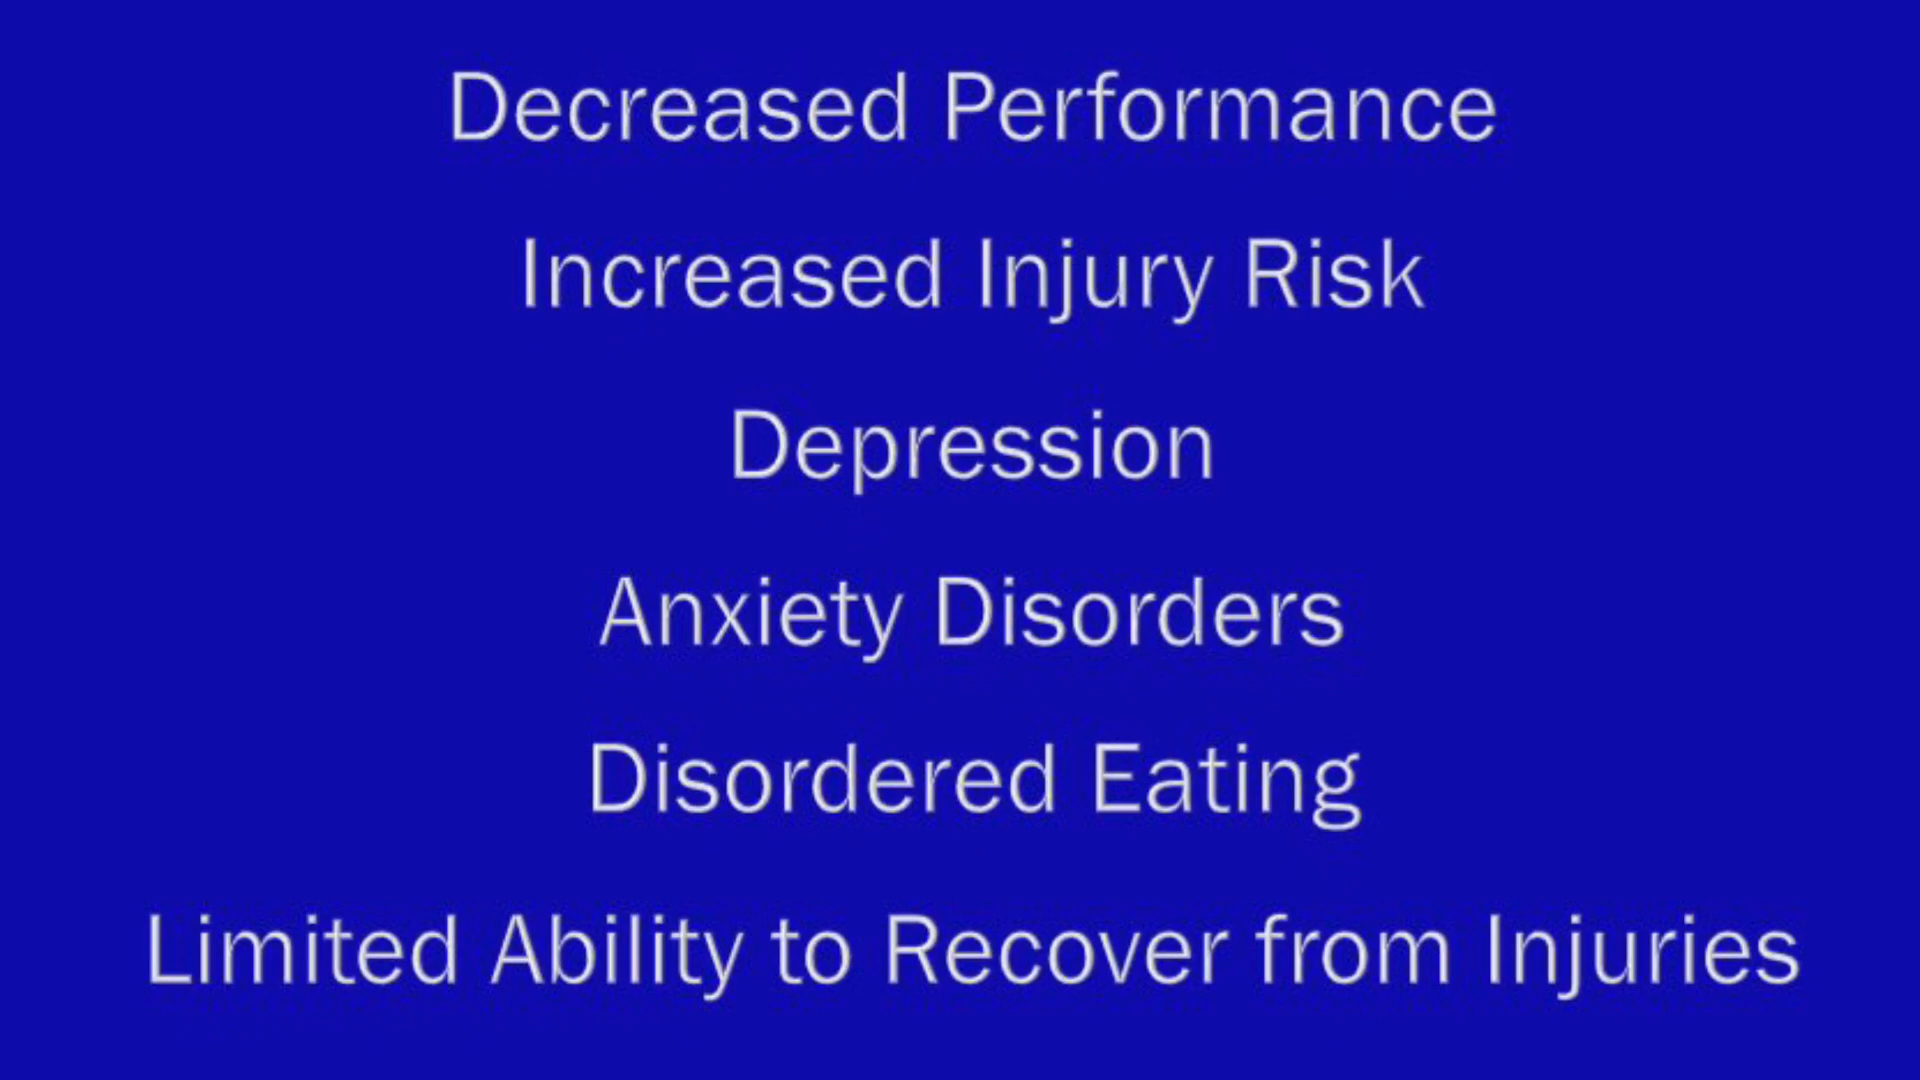 Decreased Performance
Increased Injury Risk
Depression
Anxiety Disorders
Disordered Eating
Limited Ability to Recover from Injuries